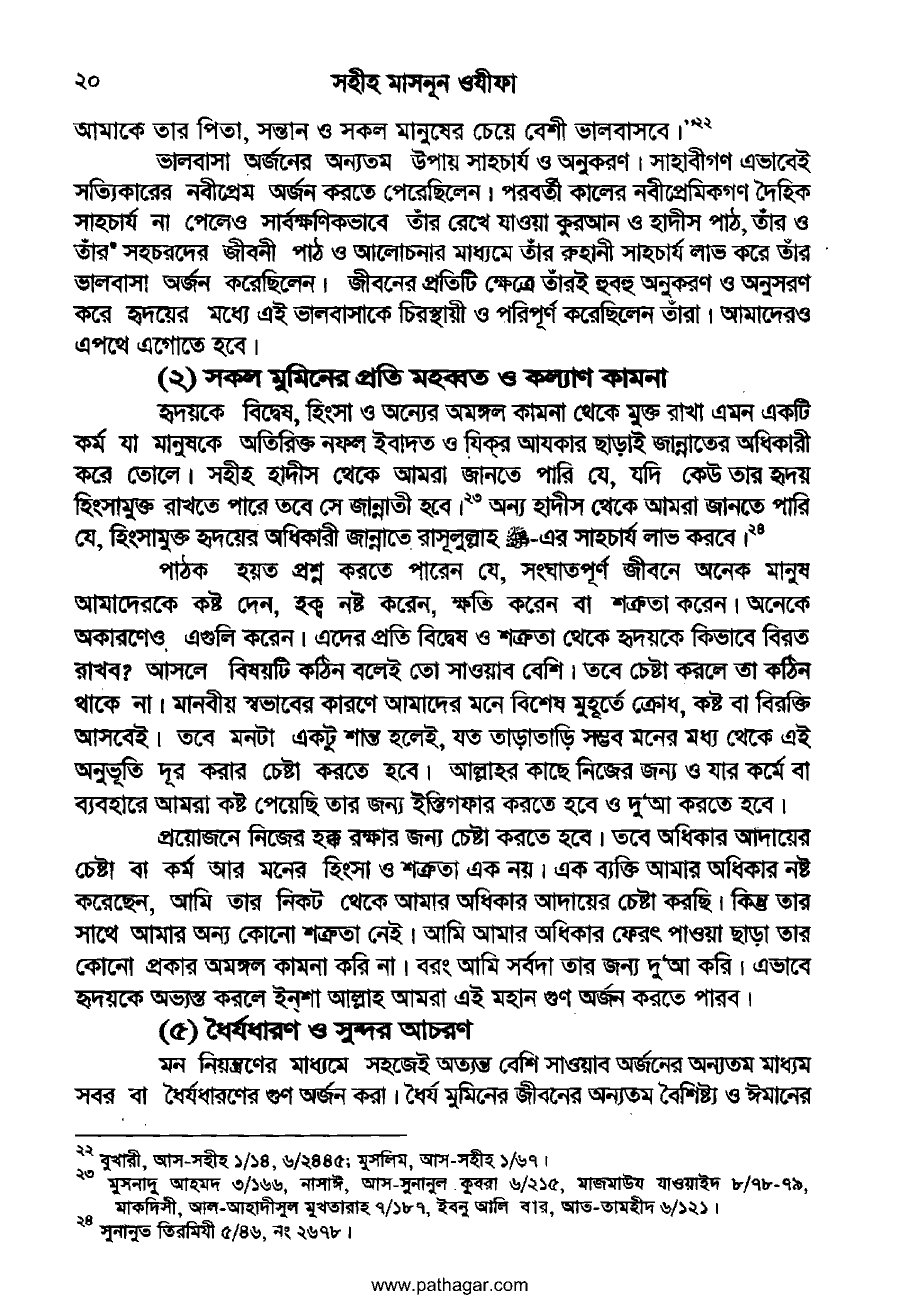 ২০
সহীহ মাসনূন ওযীফা
আমাকে তার পিতা, সন্তান ও সকল মানুষের চেয়ে বেশী ভালবাসবে।”২২
ভালবাসা অর্জনের অন্যতম উপায় সাহচার্য ও অনুকরণ। সাহাবীগণ এভাবেই
সত্যিকারের নবীপ্রেম অর্জন করতে পেরেছিলেন। পরবর্তী কালের নবীপ্রেমিকগণ দৈহিক
সাহচার্য না পেলেও সার্বক্ষণিকভাবে তাঁর রেখে যাওয়া কুরআন ও হাদীস পাঠ, তাঁর ও
তাঁর সহচরদের জীবনী পাঠ ও আলোচনার মাধ্যমে তাঁর রুহানী সাহচার্য লাভ করে তাঁর
ভালবাসা অর্জন করেছিলেন। জীবনের প্রতিটি ক্ষেত্রে তাঁরই হুবহু অনুকরণ ও অনুসরণ
করে হৃদয়ের মধ্যে এই ভালবাসাকে চিরস্থায়ী ও পরিপূর্ণ করেছিলেন তাঁরা। আমাদেরও
এপথে এগোতে হবে।
(২) সকল মুমিনের প্রতি মহব্বত ও কল্যাণ কামনা
হৃদয়কে বিদ্বেষ, হিংসা ও অন্যের অমঙ্গল কামনা থেকে মুক্ত রাখা এমন একটি
কর্ম যা মানুষকে অতিরিক্ত নফল ইবাদত ও যিক্‌র আযকার ছাড়াই জান্নাতের অধিকারী
করে তোলে। সহীহ হাদীস থেকে আমরা জানতে পারি যে, যদি কেউ তার হৃদয়
হিংসামুক্ত রাখতে পারে তবে সে জান্নাতী হবে।২৩ অন্য হাদীস থেকে আমরা জানতে পারি
যে, হিংসামুক্ত হৃদয়ের অধিকারী জান্নাতে রাসূলুল্লাহ ﷺ-এর সাহচার্য লাভ করবে।২৪
পাঠক হয়ত প্রশ্ন করতে পারেন যে, সংঘাতপূর্ণ জীবনে অনেক মানুষ
আমাদেরকে কষ্ট দেন, হক্ব নষ্ট করেন, ক্ষতি করেন বা শত্রুতা করেন। অনেকে
অকারণেও এগুলি করেন। এদের প্রতি বিদ্বেষ ও শত্রুতা থেকে হৃদয়কে কিভাবে বিরত
রাখব? আসলে বিষয়টি কঠিন বলেই তো সাওয়াব বেশি। তবে চেষ্টা করলে তা কঠিন
থাকে না। মানবীয় স্বভাবের কারণে আমাদের মনে বিশেষ মুহূর্তে ক্রোধ, কষ্ট বা বিরক্তি
আসবেই। তবে মনটা একটু শান্ত হলেই, যত তাড়াতাড়ি সম্ভব মনের মধ্য থেকে এই
অনুভূতি দূর করার চেষ্টা করতে হবে। আল্লাহর কাছে নিজের জন্য ও যার কর্মে বা
ব্যবহারে আমরা কষ্ট পেয়েছি তার জন্য ইস্তিগফার করতে হবে ও দু‘আ করতে হবে।
প্রয়োজনে নিজের হক্ক রক্ষার জন্য চেষ্টা করতে হবে। তবে অধিকার আদায়ের
চেষ্টা বা কর্ম আর মনের হিংসা ও শত্রুতা এক নয়। এক ব্যক্তি আমার অধিকার নষ্ট
করেছেন, আমি তার নিকট থেকে আমার অধিকার আদায়ের চেষ্টা করছি। কিন্তু তার
সাথে আমার অন্য কোনো শত্রুতা নেই। আমি আমার অধিকার ফেরৎ পাওয়া ছাড়া তার
কোনো প্রকার অমঙ্গল কামনা করি না। বরং আমি সর্বদা তার জন্য দু‘আ করি। এভাবে
হৃদয়কে অভ্যস্ত করলে ইন্‌শা আল্লাহ আমরা এই মহান গুণ অর্জন করতে পারব।
(৫) ধৈর্যধারণ ও সুন্দর আচরণ
মন নিয়ন্ত্রণের মাধ্যমে সহজেই অত্যন্ত বেশি সাওয়াব অর্জনের অন্যতম মাধ্যম
সবর বা ধৈর্যধারণের গুণ অর্জন করা। ধৈর্য মুমিনের জীবনের অন্যতম বৈশিষ্ট্য ও ঈমানের
২২ বুখারী, আস-সহীহ ১/১৪, ৬/২৪৪৫; মুসলিম, আস-সহীহ ১/৬৭।
২৩ মুসনাদু আহমদ ৩/১৬৬, নাসাঈ, আস-সুনানুল কুবরা ৬/২১৫, মাজমাউয যাওয়াইদ ৮/৭৮-৭৯,
মাকদিসী, আল-আহাদীসুল মুখতারাহ ৭/১৮৭, ইবনু আলি বার, আত-তামহীদ ৬/১২১।
২৪ সুনানুত তিরমিযী ৫/৪৬, নং ২৬৭৮।
www.pathagar.com